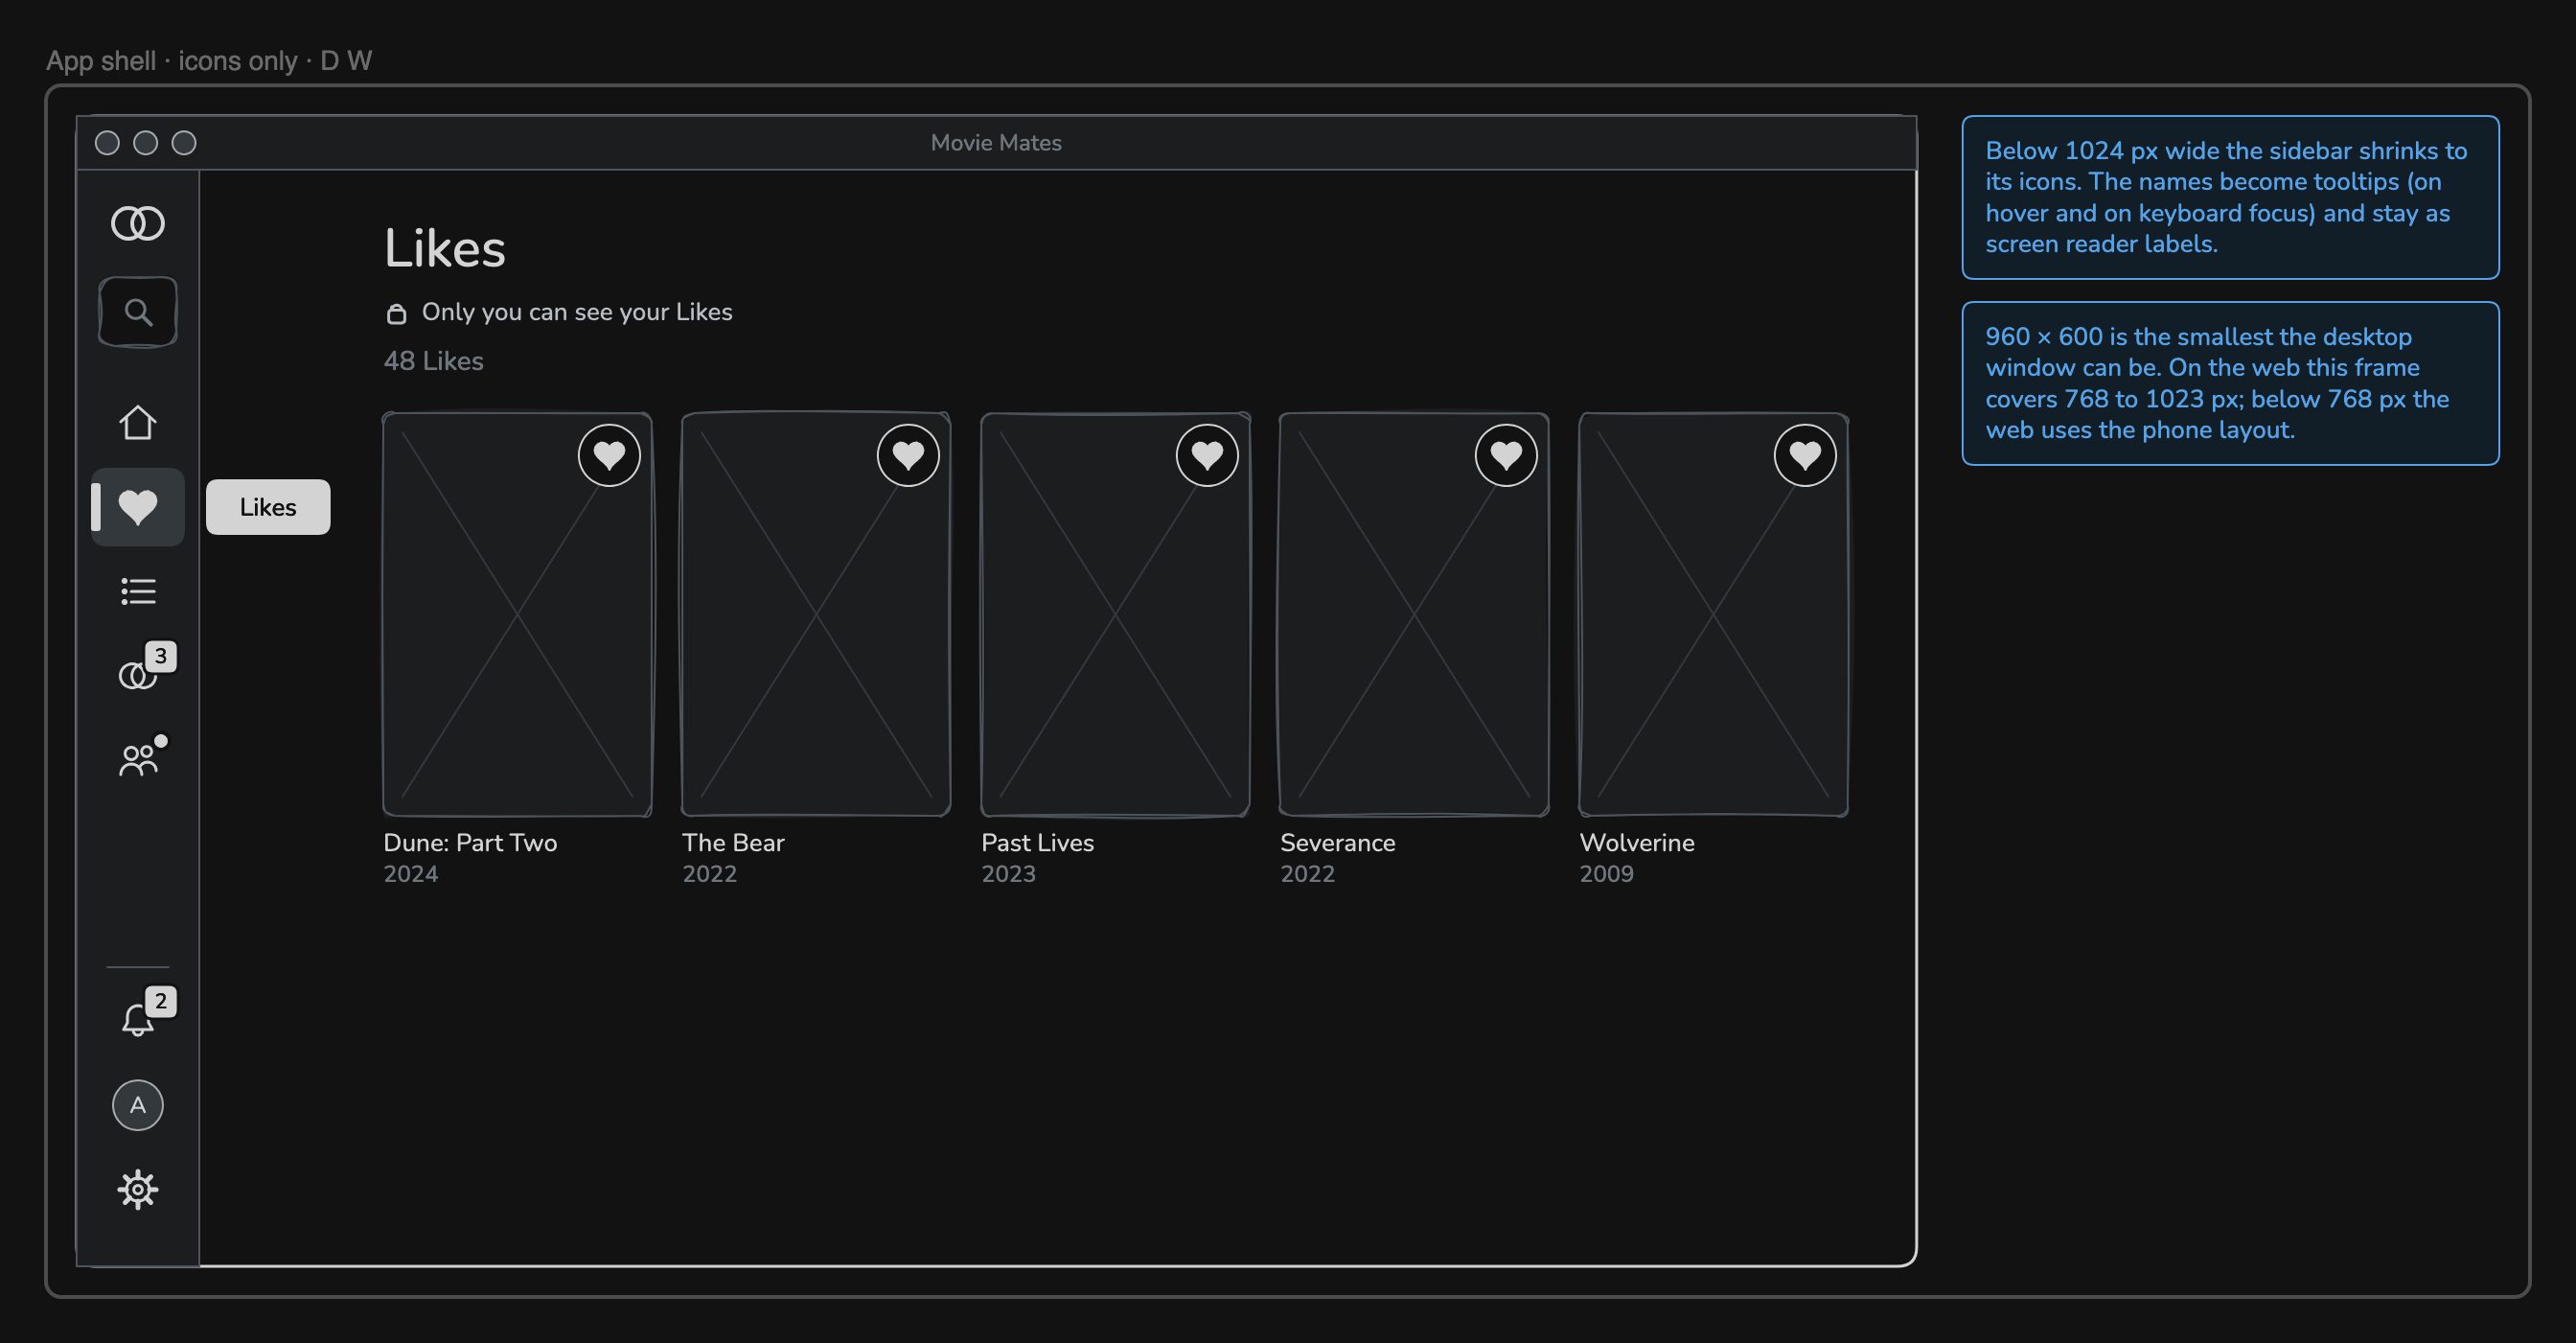 App shell · icons only · D W
Movie Mates
Likes
Only you can see your Likes
48 Likes
Likes
3
2
A
Dune: Part Two
2024
The Bear
2022
Past Lives
2023
Severance
2022
Wolverine
2009
Below 1024 px wide the sidebar shrinks to
its icons. The names become tooltips (on
hover and on keyboard focus) and stay as
screen reader labels.
960 × 600 is the smallest the desktop
window can be. On the web this frame
covers 768 to 1023 px; below 768 px the
web uses the phone layout.